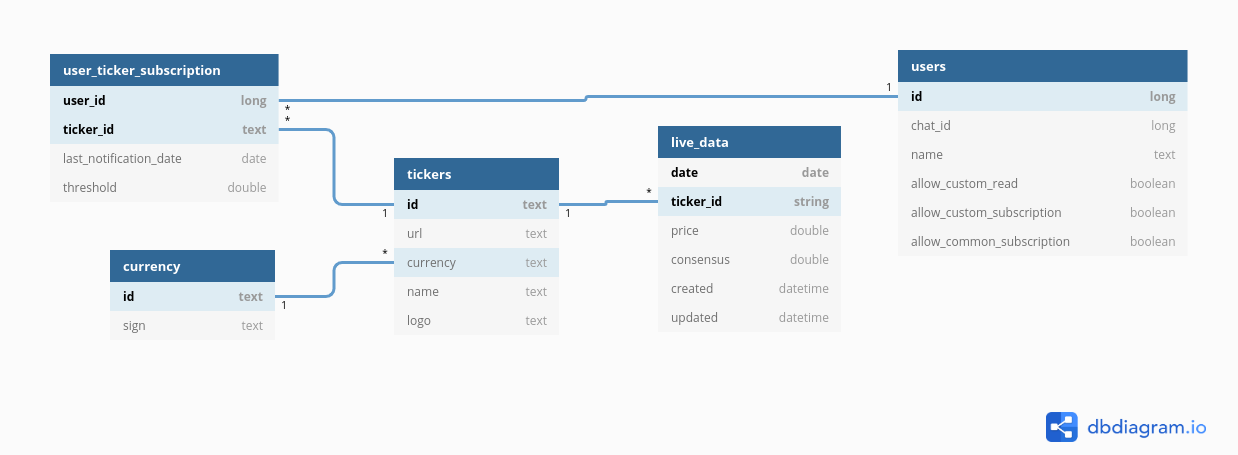 user_ticker_subscription
user_id long
*
*
ticker_id text
last_notification_date date
threshold double
currency
id text
1
sign text
tickers
1
id text
1
url text
*
currency text
name text
logo text
live_data
date date
*
ticker_id string
price double
consensus double
created datetime
updated datetime
users
1
id long
chat_id long
name text
allow_custom_read boolean
allow_custom_subscription boolean
allow_common_subscription boolean
dbdiagram.io